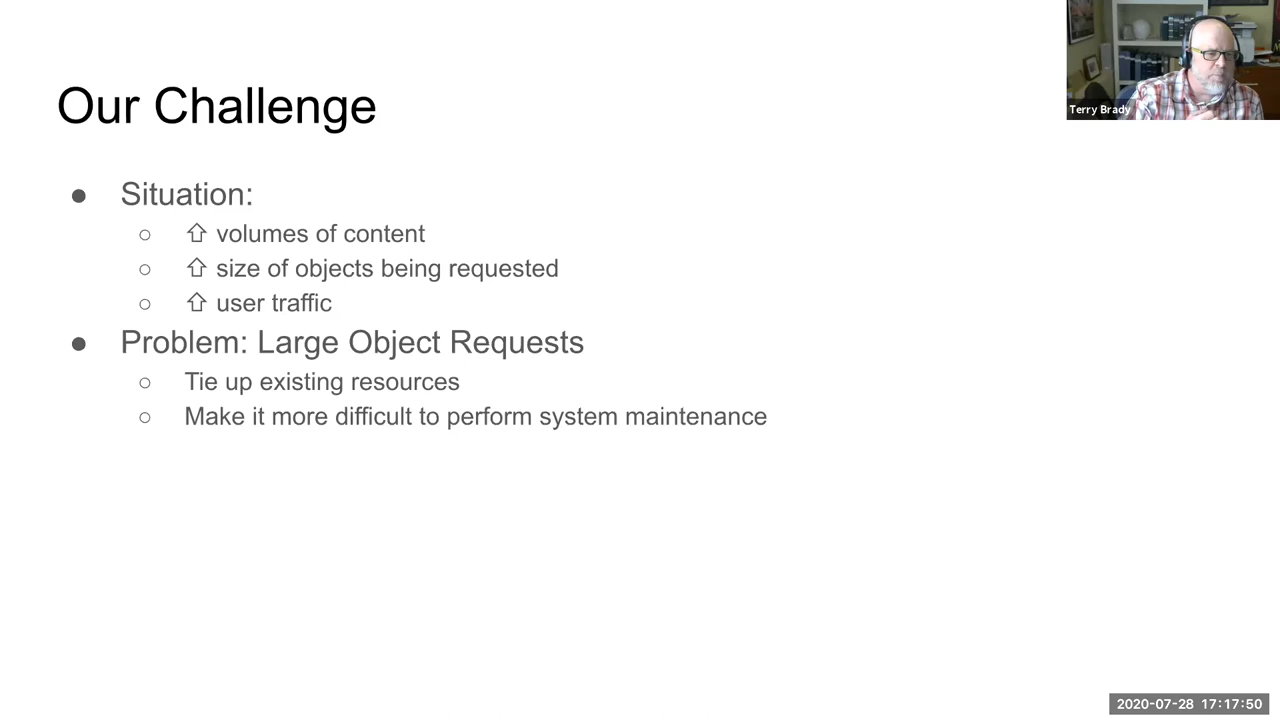 Our Challenge
● Situation:
○ ⇧ volumes of content
○ ⇧ size of objects being requested
○ ⇧ user traffic
● Problem: Large Object Requests
○ Tie up existing resources
○ Make it more difficult to perform system maintenance
Terry Brady
2020-07-28 17:17:50